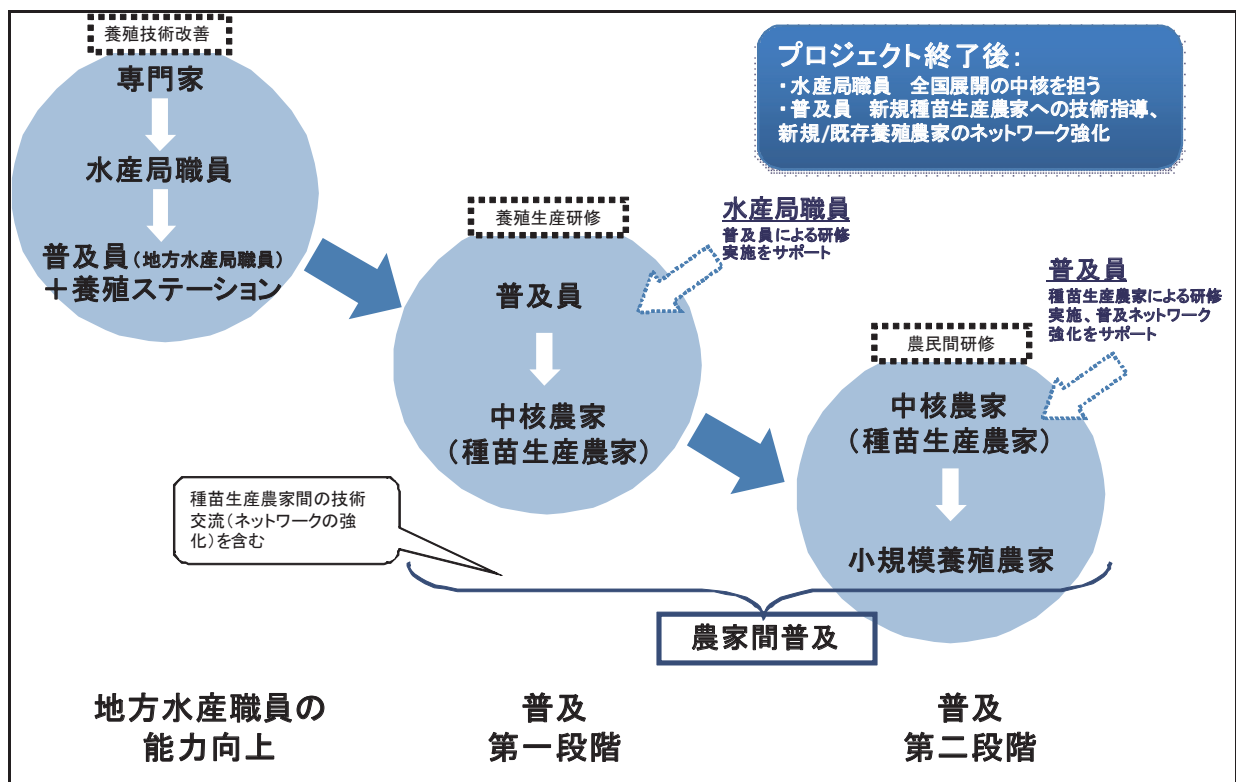 養殖技術改善
専門家
水産局職員
普及員(地方水産局職員)
＋養殖ステーション
プロジェクト終了後：
・水産局職員　全国展開の中核を担う
・普及員　新規種苗生産農家への技術指導、
新規/既存養殖農家のネットワーク強化
養殖生産研修
普及員
中核農家
（種苗生産農家）
水産局職員
普及員による研修
実施をサポート
農民間研修
中核農家
（種苗生産農家）
小規模養殖農家
普及員
種苗生産農家による研修
実施、普及ネットワーク
強化をサポート
種苗生産農家間の技術
交流（ネットワークの強
化）を含む
農家間普及
地方水産職員の
能力向上
普及
第一段階
普及
第二段階